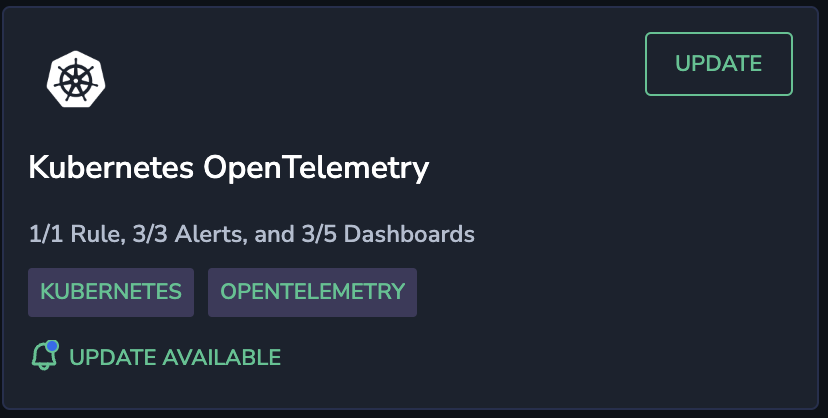 UPDATE
Kubernetes OpenTelemetry
1/1 Rule, 3/3 Alerts, and 3/5 Dashboards
KUBERNETES OPENTELEMETRY
UPDATE AVAILABLE